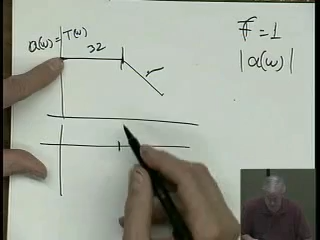 a(ω) = T(ω)
32
F = 1
|a(ω)|